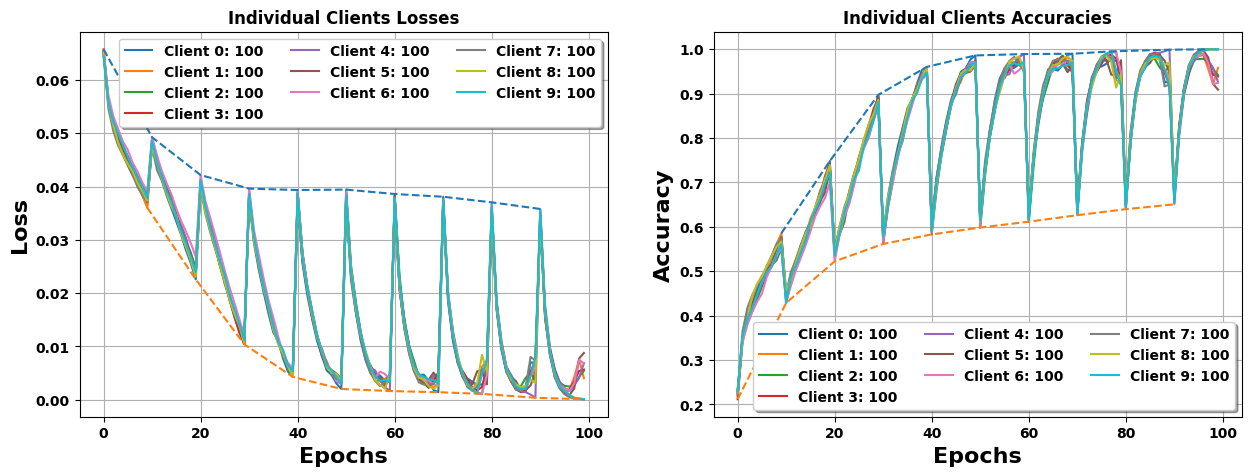 Individual Clients Losses
Client 0: 100 Client 4: 100 Client 7: 100
Client 1: 100 Client 5: 100 Client 8: 100
Client 2: 100 Client 6: 100 Client 9: 100
Client 3: 100
0.06
0.05
0.04
0.03
0.02
0.01
0.00
Loss
0 20 40 60 80 100
Epochs
Individual Clients Accuracies
1.0
0.9
0.8
0.7
0.6
0.5
0.4
0.3
0.2
Accuracy
Client 0: 100 Client 4: 100 Client 7: 100
Client 1: 100 Client 5: 100 Client 8: 100
Client 2: 100 Client 6: 100 Client 9: 100
Client 3: 100
0 20 40 60 80 100
Epochs